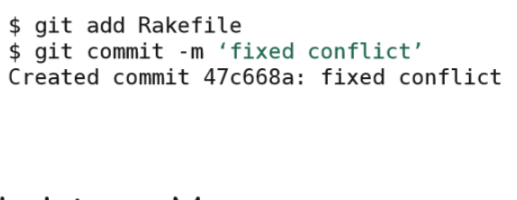 $ git add Rakefile
$ git commit -m ‘fixed conflict’
Created commit 47c668a: fixed conflict